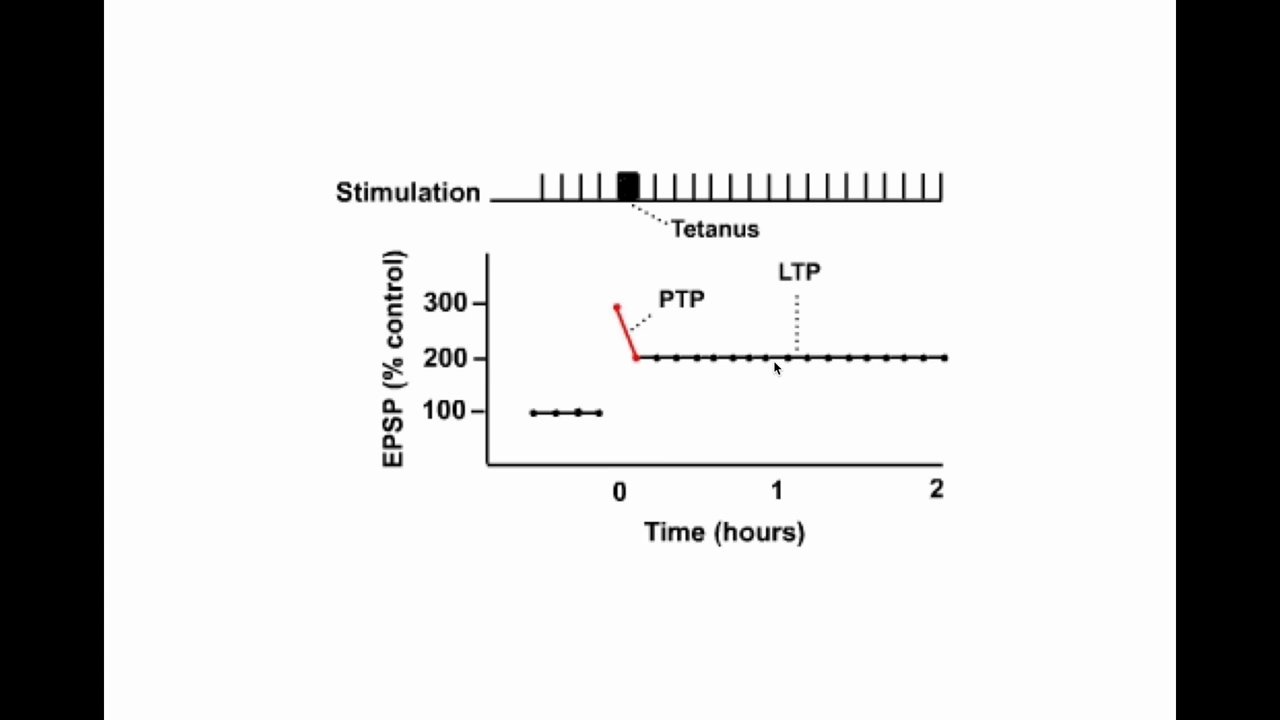 Stimulation
Tetanus
LTP
PTP
EPSP (% control)
300
200
100
0 1 2
Time (hours)